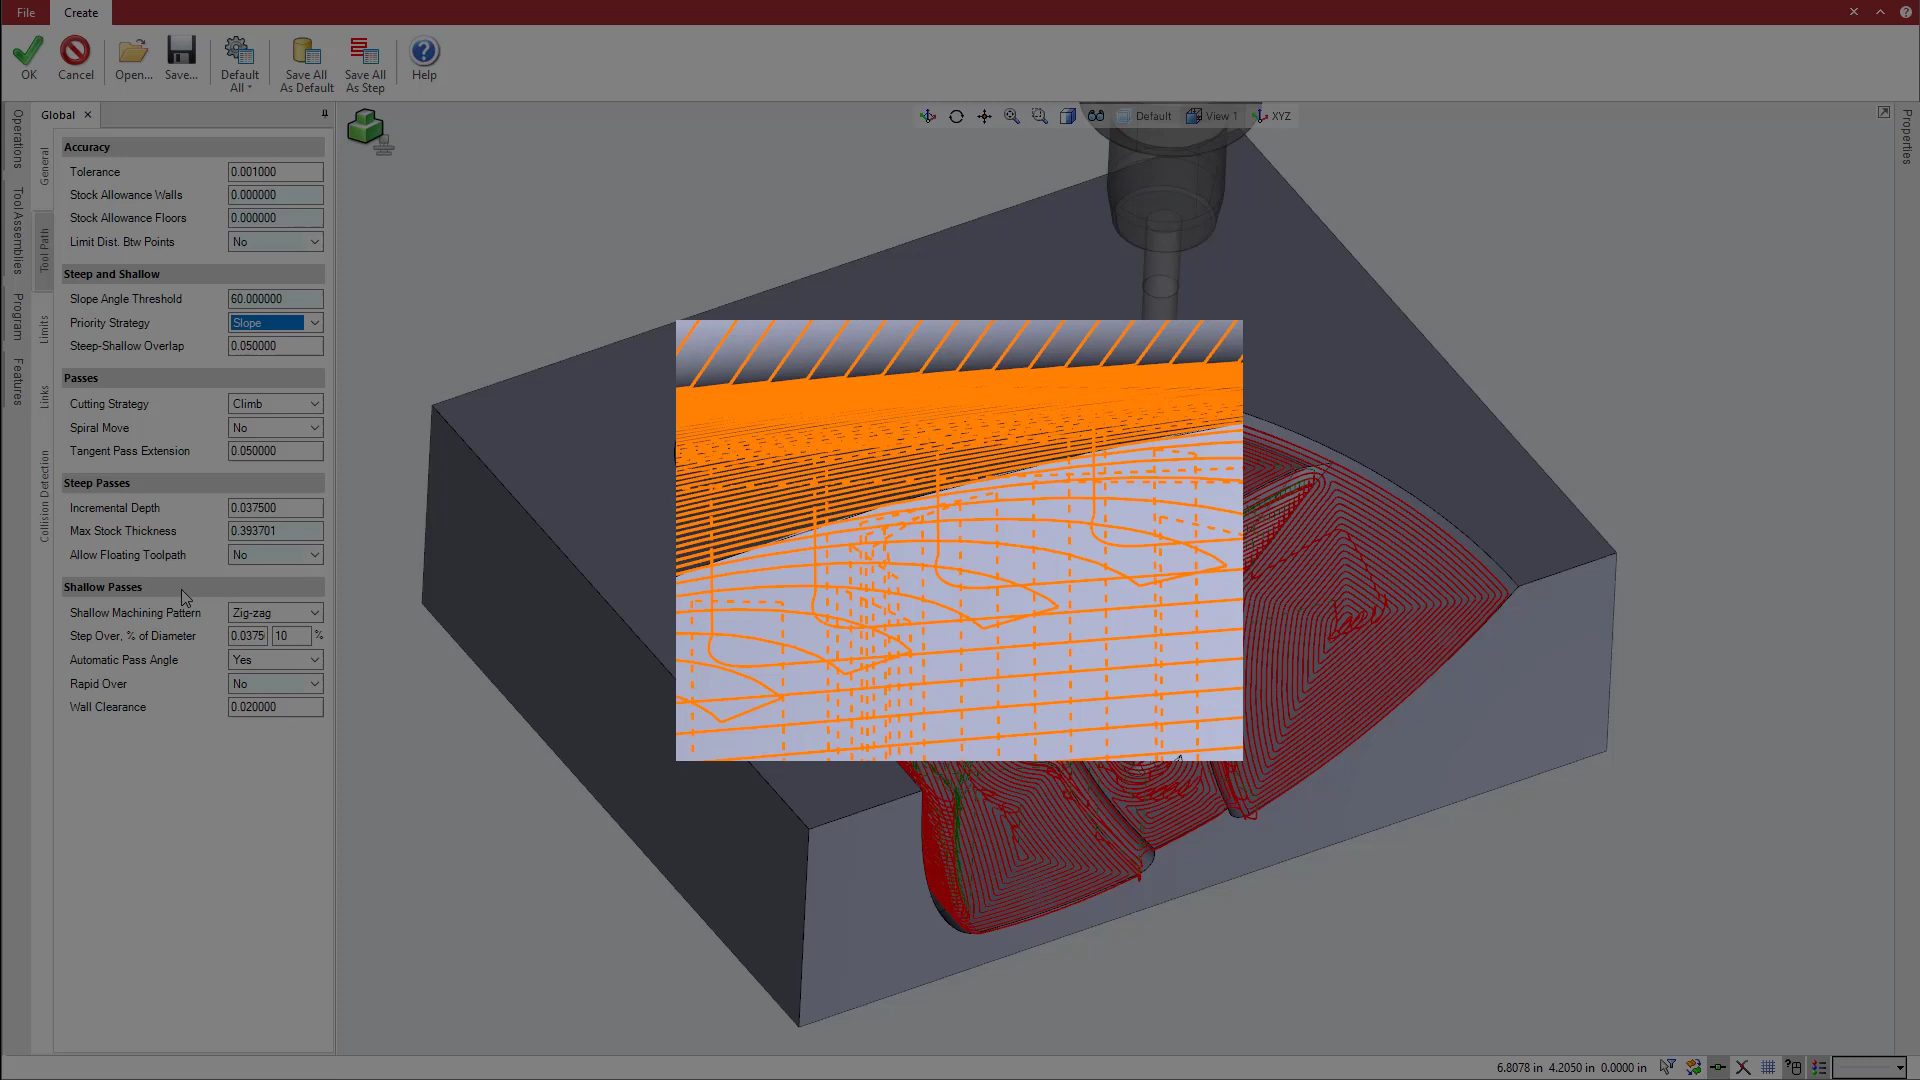 File
Create
OK
Cancel
Open...
Save...
Default
All
Save All
As Default
Save All
As Step
Help
Operations
Tool Assemblies
Program
Features
General
Tool Path
Limits
Links
Collision Detection
Properties
Global
Default
View 1
XYZ
Accuracy
Tolerance 0.001000
Stock Allowance Walls 0.000000
Stock Allowance Floors 0.000000
Limit Dist. Btw Points No
Steep and Shallow
Slope Angle Threshold 60.000000
Priority Strategy Slope
Steep-Shallow Overlap 0.050000
Passes
Cutting Strategy Climb
Spiral Move No
Tangent Pass Extension 0.050000
Steep Passes
Incremental Depth 0.037500
Max Stock Thickness 0.393701
Allow Floating Toolpath No
Shallow Passes
Shallow Machining Pattern Zig-zag
Step Over, % of Diameter 0.0375 10 %
Automatic Pass Angle Yes
Rapid Over No
Wall Clearance 0.020000
6.8078 in 4.2050 in 0.0000 in